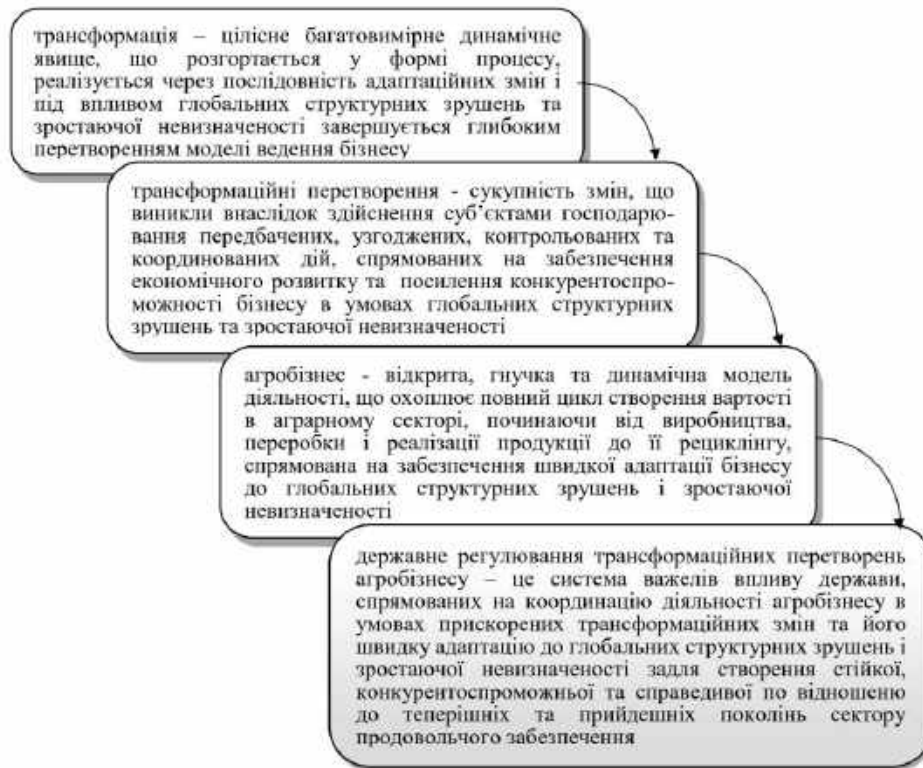 трансформація – цілісне багатовимірне динамічне
явище, що розгортається у формі процесу,
реалізується через послідовність адаптаційних змін і
під впливом глобальних структурних зрушень та
зростаючої невизначеності завершується глибоким
перетворенням моделі ведення бізнесу
трансформаційні перетворення - сукупність змін, що
виникли внаслідок здійснення суб’єктами господарю-
вання передбачених, узгоджених, контрольованих та
координованих дій, спрямованих на забезпечення
економічного розвитку та посилення конкурентоспро-
можності бізнесу в умовах глобальних структурних
зрушень та зростаючої невизначеності
агробізнес - відкрита, гнучка та динамічна модель
діяльності, що охоплює повний цикл створення вартості
в аграрному секторі, починаючи від виробництва,
переробки і реалізації продукції до її рециклінгу,
спрямована на забезпечення швидкої адаптації бізнесу
до глобальних структурних зрушень і зростаючої
невизначеності
державне регулювання трансформаційних перетворень
агробізнесу – це система важелів впливу держави,
спрямованих на координацію діяльності агробізнесу в
умовах прискорених трансформаційних змін та його
швидку адаптацію до глобальних структурних зрушень і
зростаючої невизначеності задля створення стійкої,
конкурентоспроможньої та справедивої по відношеню
до теперішніх та прийдешніх поколінь сектору
продовольчого забезпечення